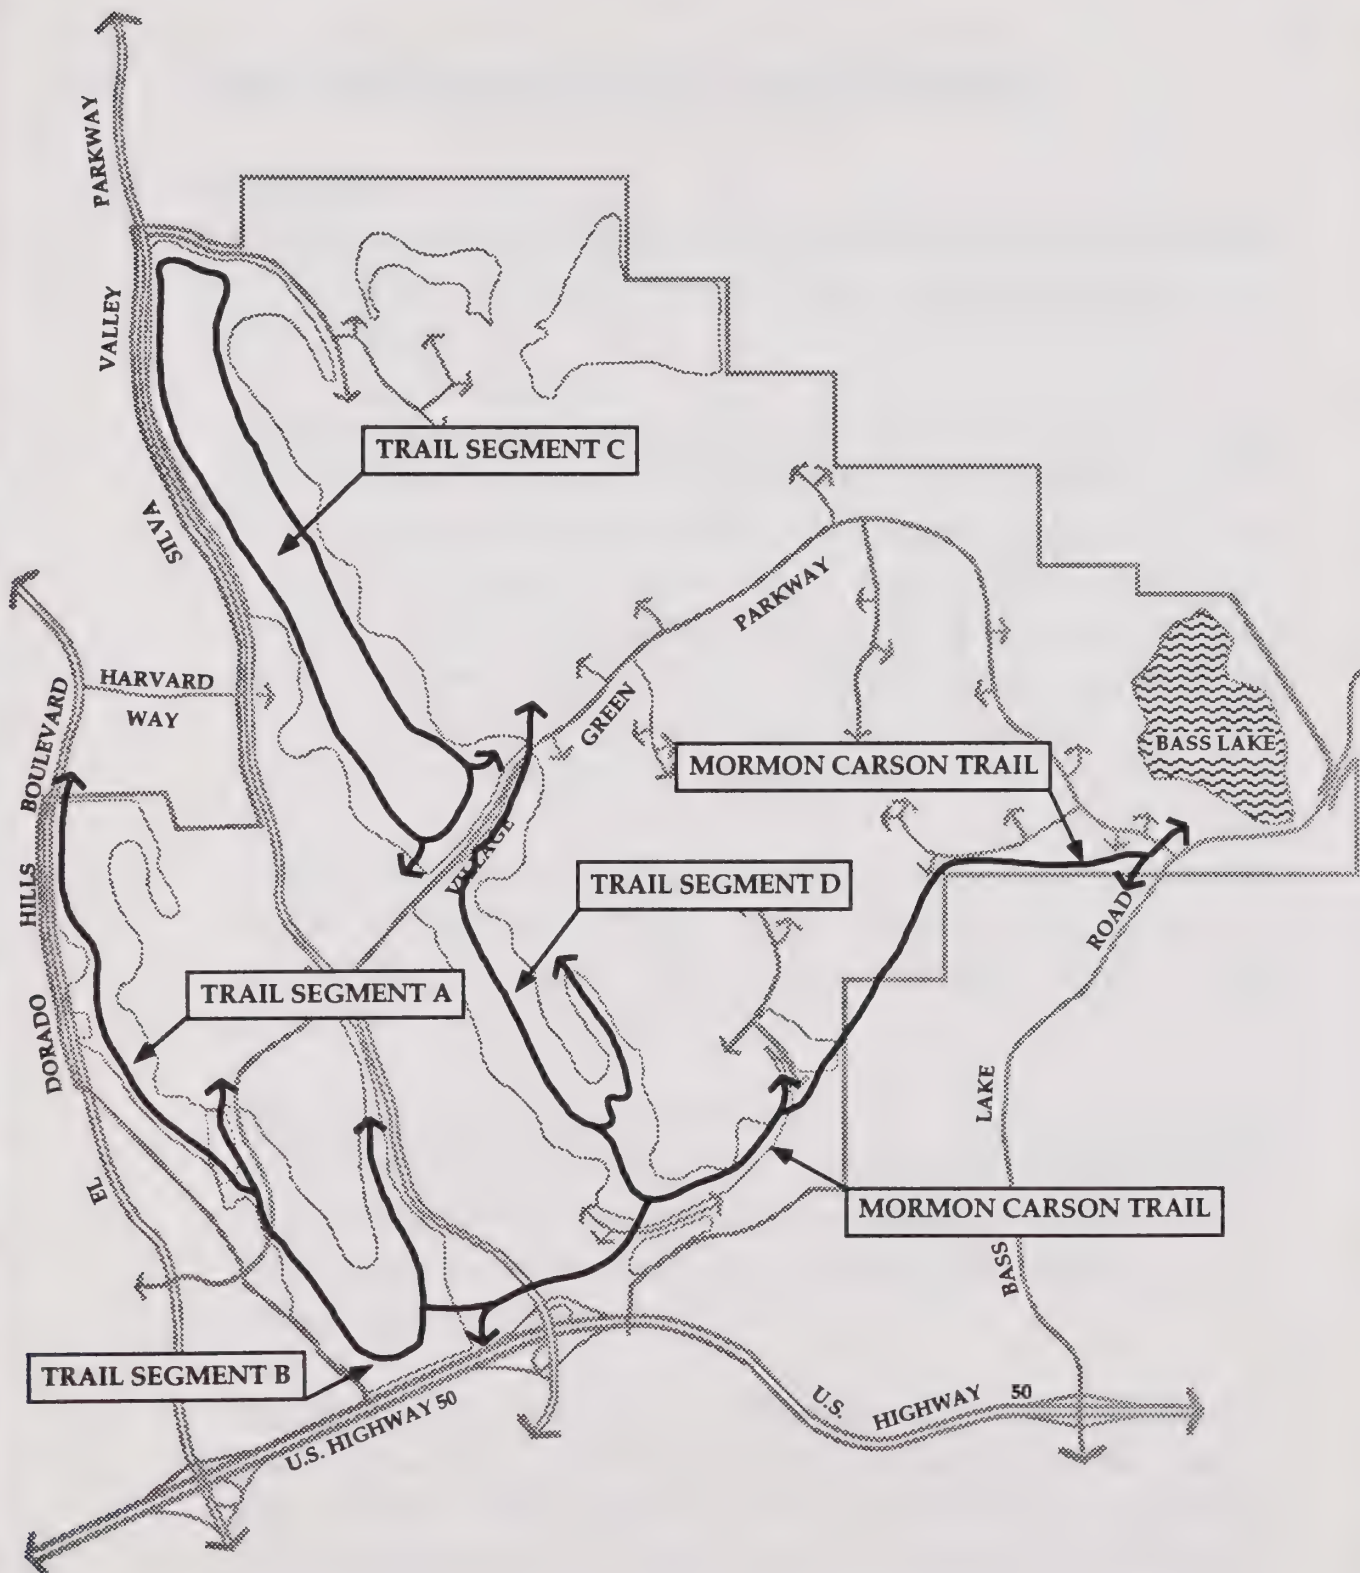 PARKWAY
VALLEY
SILVA
TRAIL SEGMENT C
PARKWAY
GREEN
VILLAGE
HARVARD
WAY
BOULEVARD
HILLS
DORADO
EL
BASS LAKE
MORMON CARSON TRAIL
TRAIL SEGMENT D
TRAIL SEGMENT A
ROAD
LAKE
BASS
MORMON CARSON TRAIL
TRAIL SEGMENT B
U.S. HIGHWAY 50
U.S. HIGHWAY 50